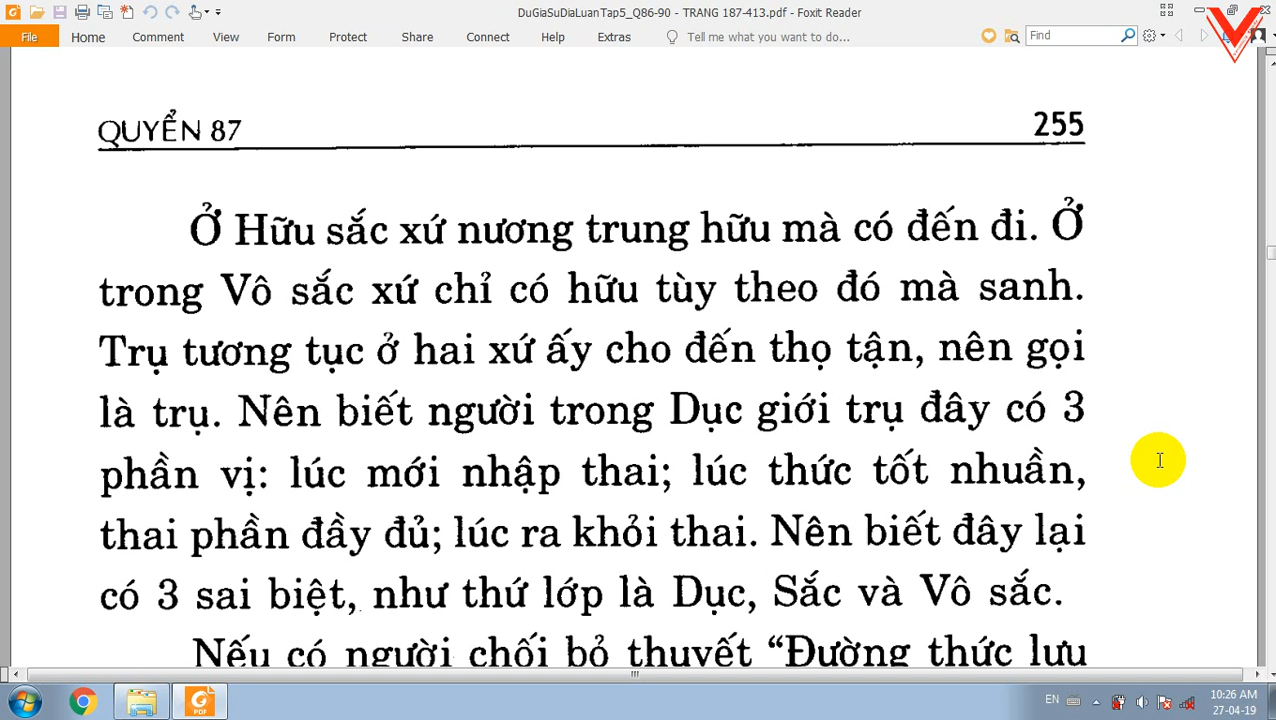 DuGiaSuDiaLuanTap5_Q86-90 - TRANG 187-413.pdf - Foxit Reader
File Home Comment View Form Protect Share Connect Help Extras Tell me what you want to do... Find
QUYỂN 87 255
Ở Hữu sắc xứ nương trung hữu mà có đến đi. Ở
trong Vô sắc xứ chỉ có hữu tùy theo đó mà sanh.
Trụ tương tục ở hai xứ ấy cho đến thọ tận, nên gọi
là trụ. Nên biết người trong Dục giới trụ đây có 3
phần vị: lúc mới nhập thai; lúc thức tốt nhuần,
thai phần đầy đủ; lúc ra khỏi thai. Nên biết đây lại
có 3 sai biệt, như thứ lớp là Dục, Sắc và Vô sắc.
Nếu có người chối bỏ thuyết “Đường thức lưu
PDF
EN
10:26 AM
27-04-19